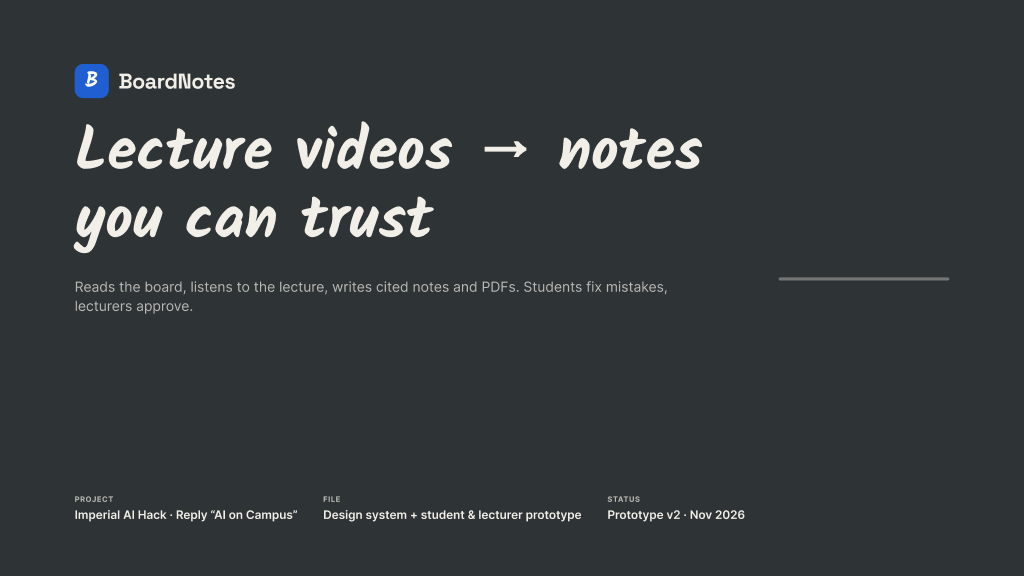 B BoardNotes
Lecture videos → notes
you can trust
Reads the board, listens to the lecture, writes cited notes and PDFs. Students fix mistakes,
lecturers approve.
PROJECT
Imperial AI Hack · Reply “AI on Campus”
FILE
Design system + student & lecturer prototype
STATUS
Prototype v2 · Nov 2026